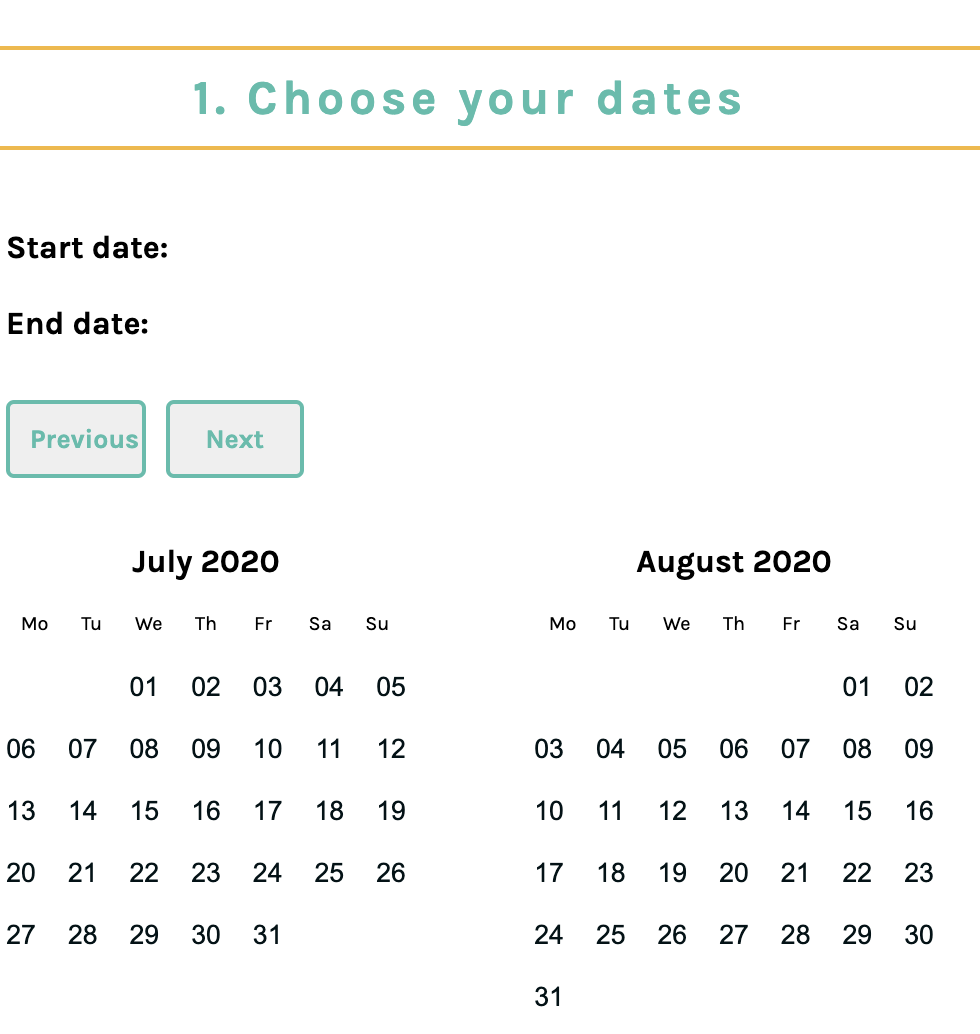 1. Choose your dates
Start date:
End date:
Previous Next
July 2020
Mo Tu We Th Fr Sa Su
01 02 03 04 05
06 07 08 09 10 11 12
13 14 15 16 17 18 19
20 21 22 23 24 25 26
27 28 29 30 31
August 2020
Mo Tu We Th Fr Sa Su
01 02
03 04 05 06 07 08 09
10 11 12 13 14 15 16
17 18 19 20 21 22 23
24 25 26 27 28 29 30
31